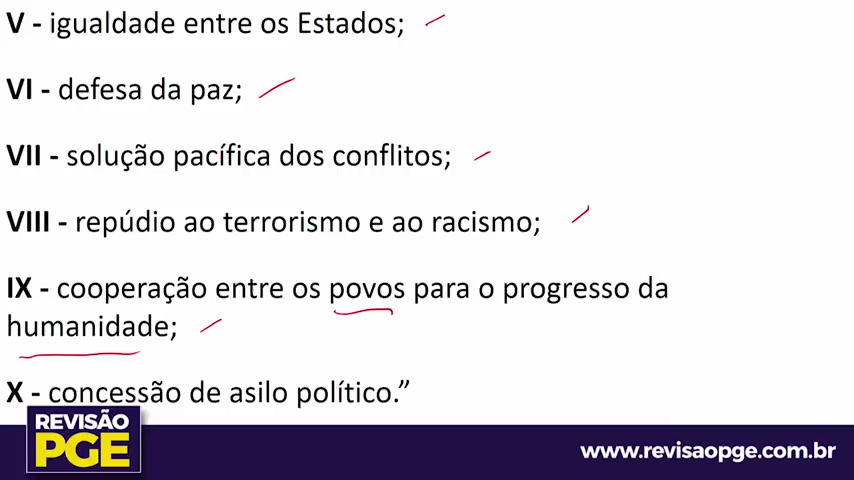 V - igualdade entre os Estados;
VI - defesa da paz;
VII - solução pacífica dos conflitos;
VIII - repúdio ao terrorismo e ao racismo;
IX - cooperação entre os povos para o progresso da
humanidade;
X - concessão de asilo político.”
REVISÃO
PGE
www.revisaopge.com.br